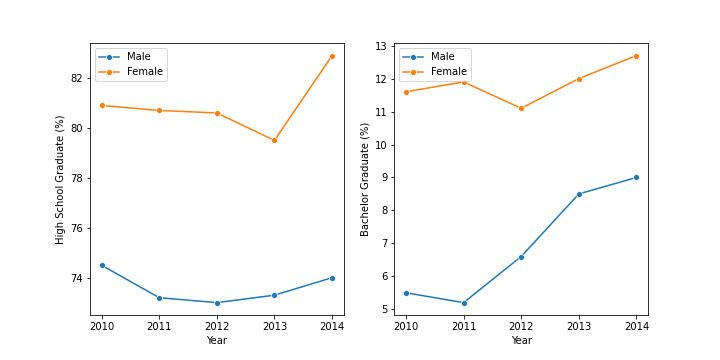 Male
Female
High School Graduate (%)
82
80
78
76
74
2010 2011 2012 2013 2014
Year
Male
Female
Bachelor Graduate (%)
13
12
11
10
9
8
7
6
5
2010 2011 2012 2013 2014
Year